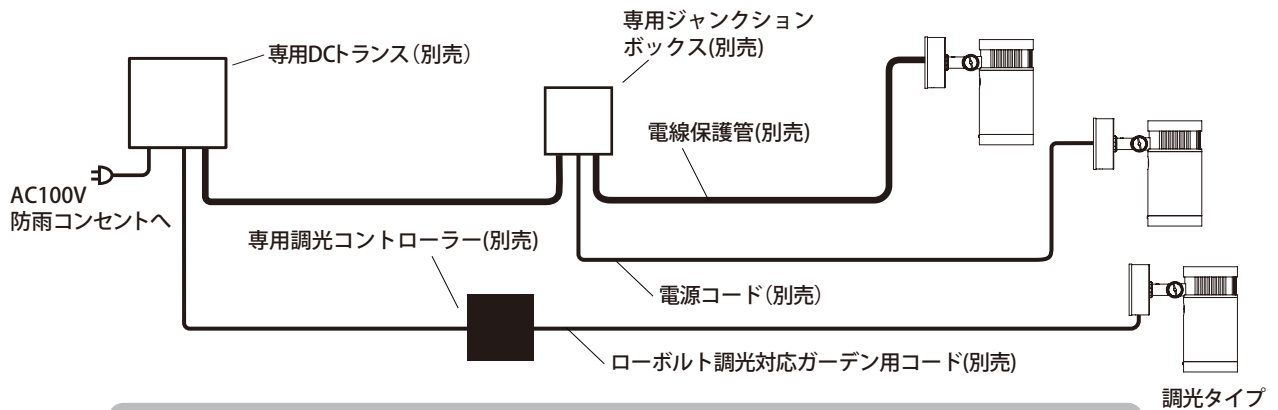 専用ジャンクション
ボックス(別売)
専用DCトランス(別売)
電線保護管(別売)
AC100V
防雨コンセントへ
専用調光コントローラー(別売)
電源コード(別売)
ローボルト調光対応ガーデン用コード(別売)
調光タイプ